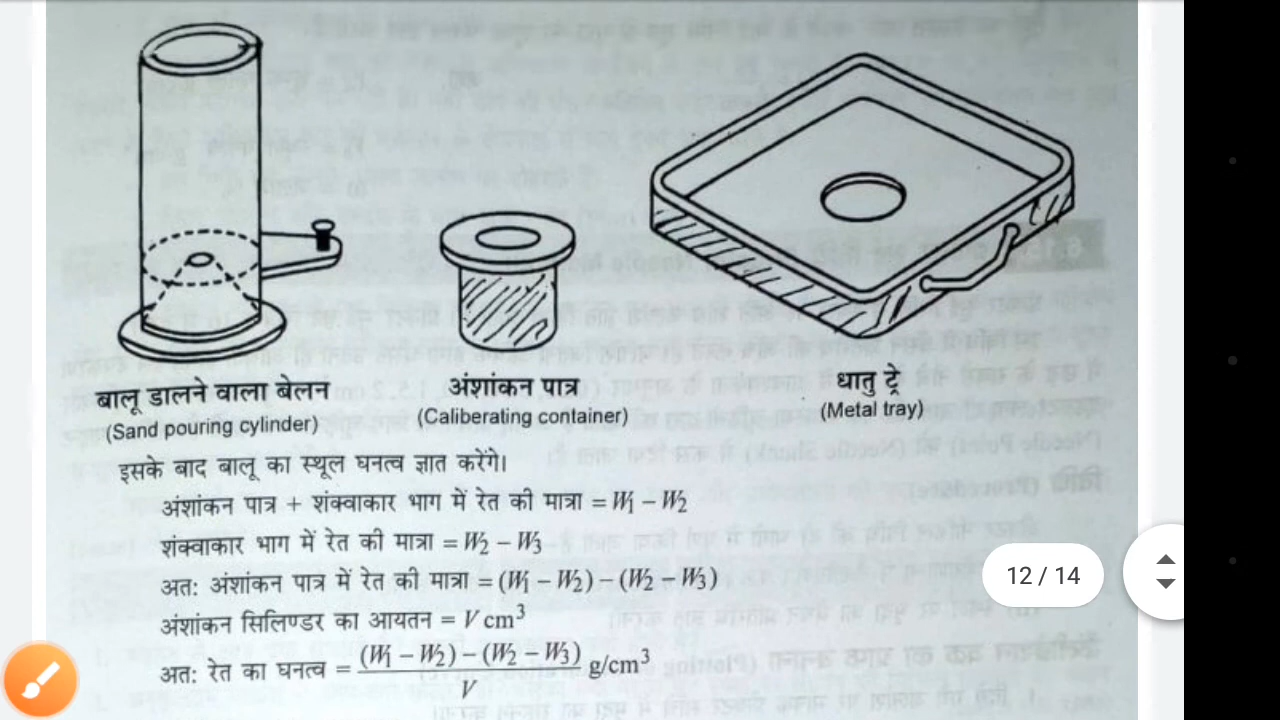 बालू डालने वाला बेलन
(Sand pouring cylinder)
अंशांकन पात्र
(Caliberating container)
धातु ट्रे
(Metal tray)
इसके बाद बालू का स्थूल घनत्व ज्ञात करेंगे।
अंशांकन पात्र + शंक्वाकार भाग में रेत की मात्रा = W₁ – W₂
शंक्वाकार भाग में रेत की मात्रा = W₂ – W₃
अत: अंशांकन पात्र में रेत की मात्रा = (W₁ – W₂) – (W₂ – W₃)
अंशांकन सिलिण्डर का आयतन = V cm³
अत: रेत का घनत्व = (W₁ – W₂) – (W₂ – W₃) / V g/cm³
12 / 14